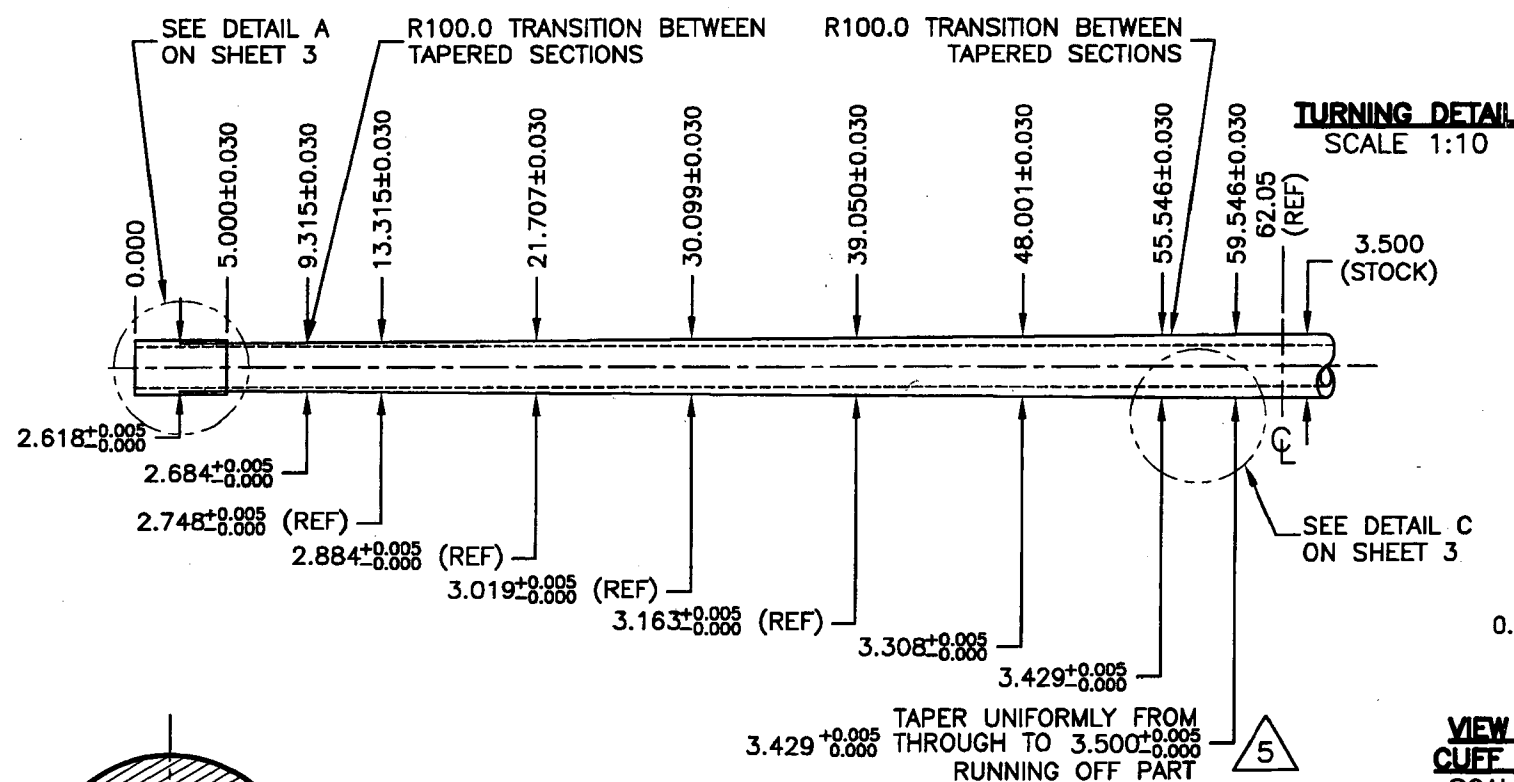 SEE DETAIL A
ON SHEET 3
R100.0 TRANSITION BETWEEN
TAPERED SECTIONS
R100.0 TRANSITION BETWEEN
TAPERED SECTIONS
TURNING DETAIL
SCALE 1:10
0.000
5.000±0.030
9.315±0.030
13.315±0.030
21.707±0.030
30.099±0.030
39.050±0.030
48.001±0.030
55.546±0.030
59.546±0.030
62.05
(REF)
3.500
(STOCK)
2.618+0.005
-0.000
2.684+0.005
-0.000
2.748+0.005
-0.000 (REF)
2.884+0.005
-0.000 (REF)
3.019+0.005
-0.000 (REF)
3.163+0.005
-0.000 (REF)
3.308+0.005
-0.000
3.429+0.005
-0.000
℄
SEE DETAIL C
ON SHEET 3
0.
TAPER UNIFORMLY FROM
3.429 +0.005
0.000 THROUGH TO 3.500+0.005
-0.000
RUNNING OFF PART
5
VIEW
CUFF